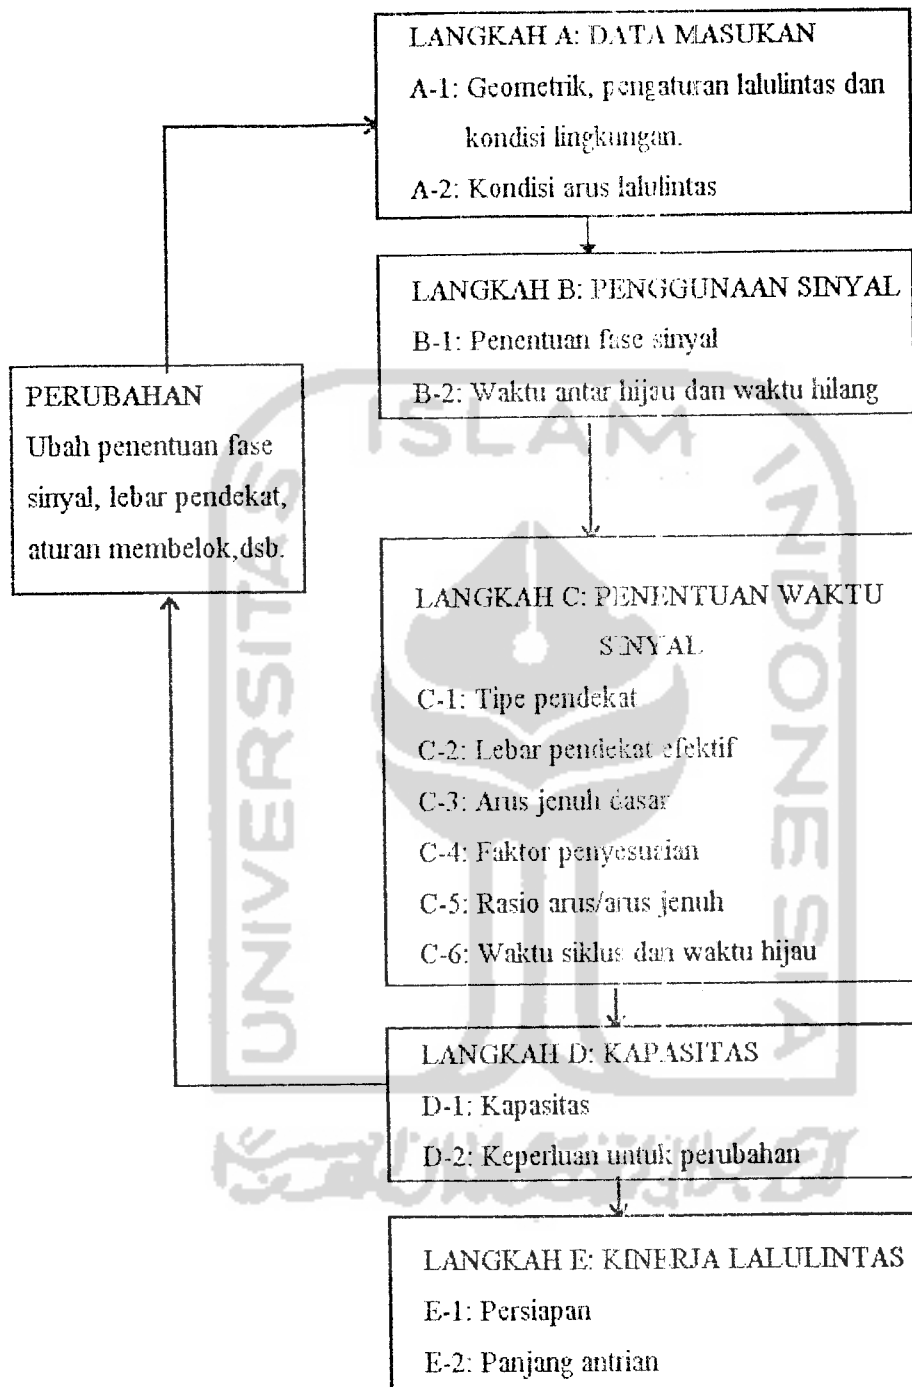 LANGKAH A: DATA MASUKAN
A-1: Geometrik, pengaturan lalulintas dan
kondisi lingkungan.
A-2: Kondisi arus lalulintas
LANGKAH B: PENGGUNAAN SINYAL
B-1: Penentuan fase sinyal
B-2: Waktu antar hijau dan waktu hilang
PERUBAHAN
Ubah penentuan fase
sinyal, lebar pendekat,
aturan membelok,dsb.
LANGKAH C: PENENTUAN WAKTU
SINYAL
C-1: Tipe pendekat
C-2: Lebar pendekat efektif
C-3: Arus jenuh dasar
C-4: Faktor penyesuaian
C-5: Rasio arus/arus jenuh
C-6: Waktu siklus dan waktu hijau
LANGKAH D: KAPASITAS
D-1: Kapasitas
D-2: Keperluan untuk perubahan
LANGKAH E: KINERJA LALULINTAS
E-1: Persiapan
E-2: Panjang antrian
UNIVERSITAS
ISLAM
INDONESIA